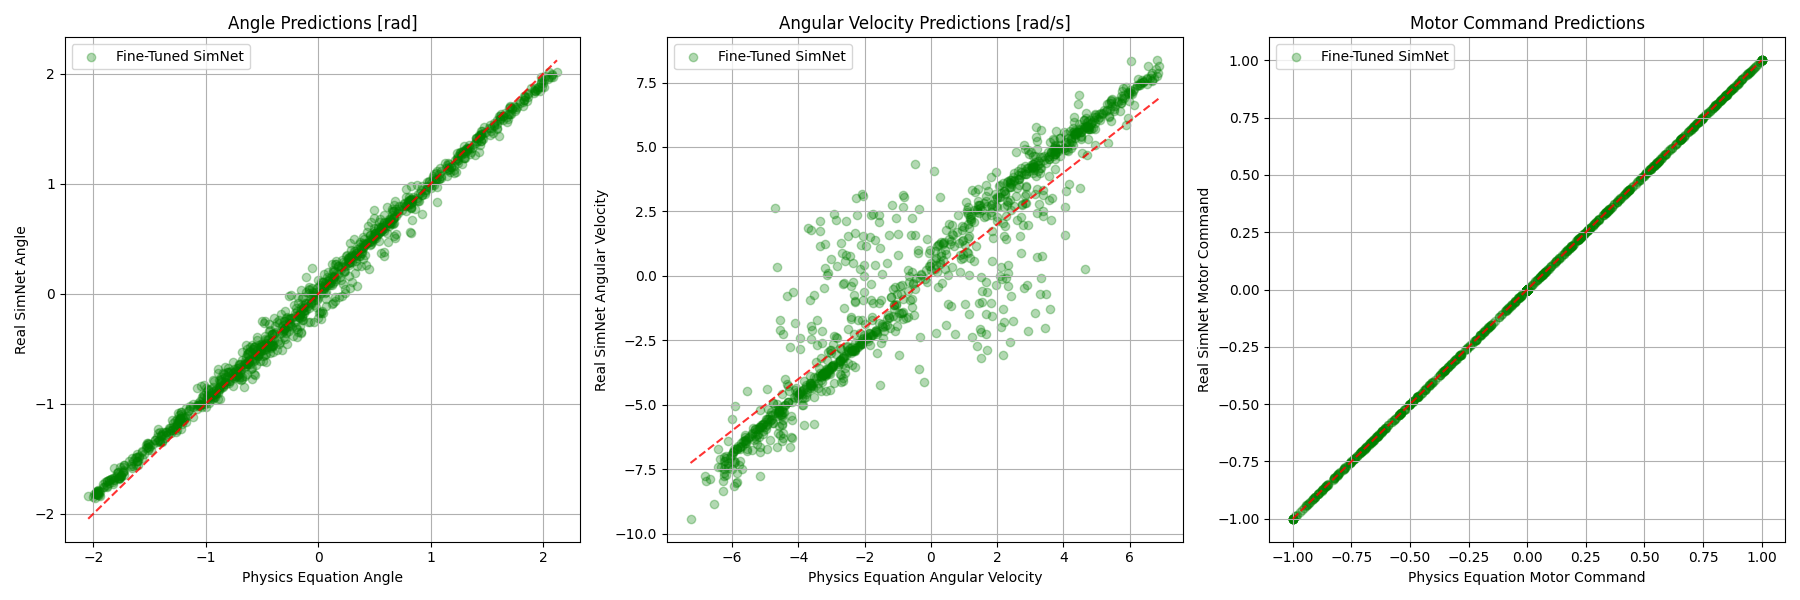 Angle Predictions [rad]
Fine-Tuned SimNet
2
1
0
−1
−2
−2 −1 0 1 2
Real SimNet Angle
Physics Equation Angle
Angular Velocity Predictions [rad/s]
Fine-Tuned SimNet
7.5
5.0
2.5
0.0
−2.5
−5.0
−7.5
−10.0
−6 −4 −2 0 2 4 6
Real SimNet Angular Velocity
Physics Equation Angular Velocity
Motor Command Predictions
Fine-Tuned SimNet
1.00
0.75
0.50
0.25
0.00
−0.25
−0.50
−0.75
−1.00
−1.00 −0.75 −0.50 −0.25 0.00 0.25 0.50 0.75 1.00
Real SimNet Motor Command
Physics Equation Motor Command